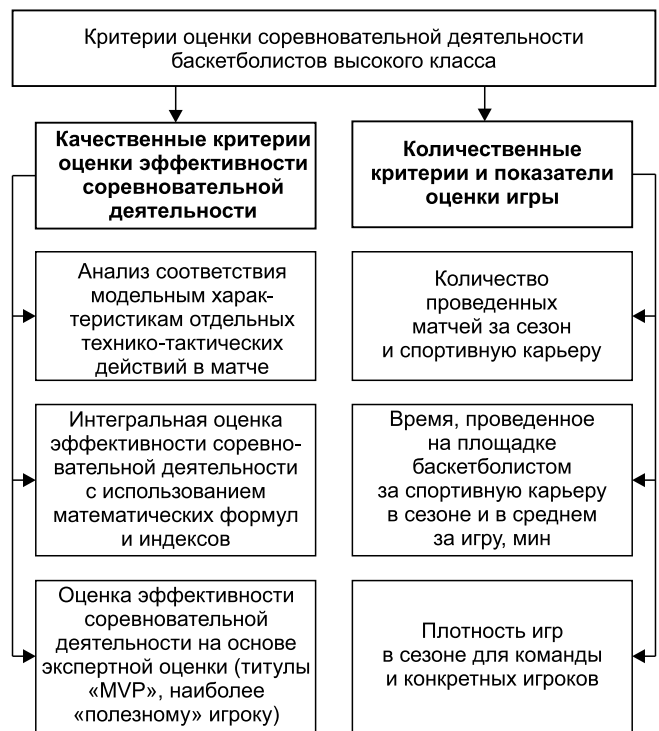 Критерии оценки соревновательной деятельности
баскетболистов высокого класса
Качественные критерии
оценки эффективности
соревновательной
деятельности
Количественные
критерии и показатели
оценки игры
Анализ соответствия
модельным харак-
теристикам отдельных
технико-тактических
действий в матче
Количество
проведенных
матчей за сезон
и спортивную карьеру
Интегральная оценка
эффективности соревно-
вательной деятельности
с использованием
математических формул
и индексов
Время, проведенное
на площадке
баскетболистом
за спортивную карьеру
в сезоне и в среднем
за игру, мин
Оценка эффективности
соревновательной
деятельности на основе
экспертной оценки (титулы
«MVP», наиболее
«полезному» игроку)
Плотность игр
в сезоне для команды
и конкретных игроков